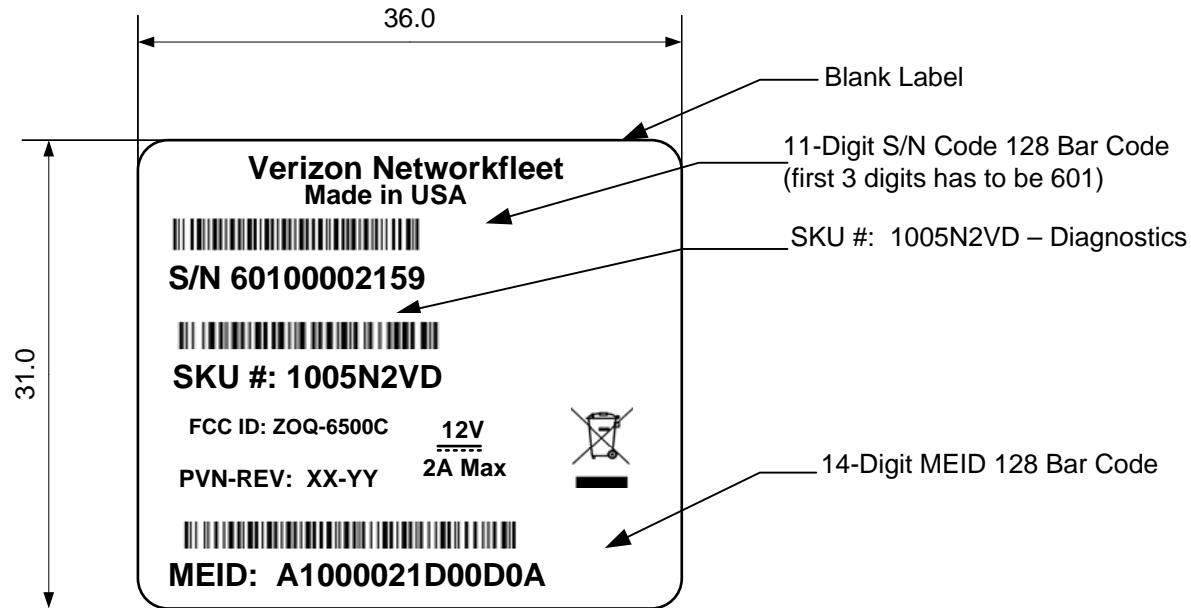 36.0
Blank Label
11-Digit S/N Code 128 Bar Code
(first 3 digits has to be 601)
SKU #:  1005N2VD – Diagnostics
31.0
Verizon Networkfleet
Made in USA
S/N 60100002159
SKU #: 1005N2VD
FCC ID: ZOQ-6500C
12V
2A Max
PVN-REV:  XX-YY
14-Digit MEID 128 Bar Code
MEID:  A1000021D00D0A